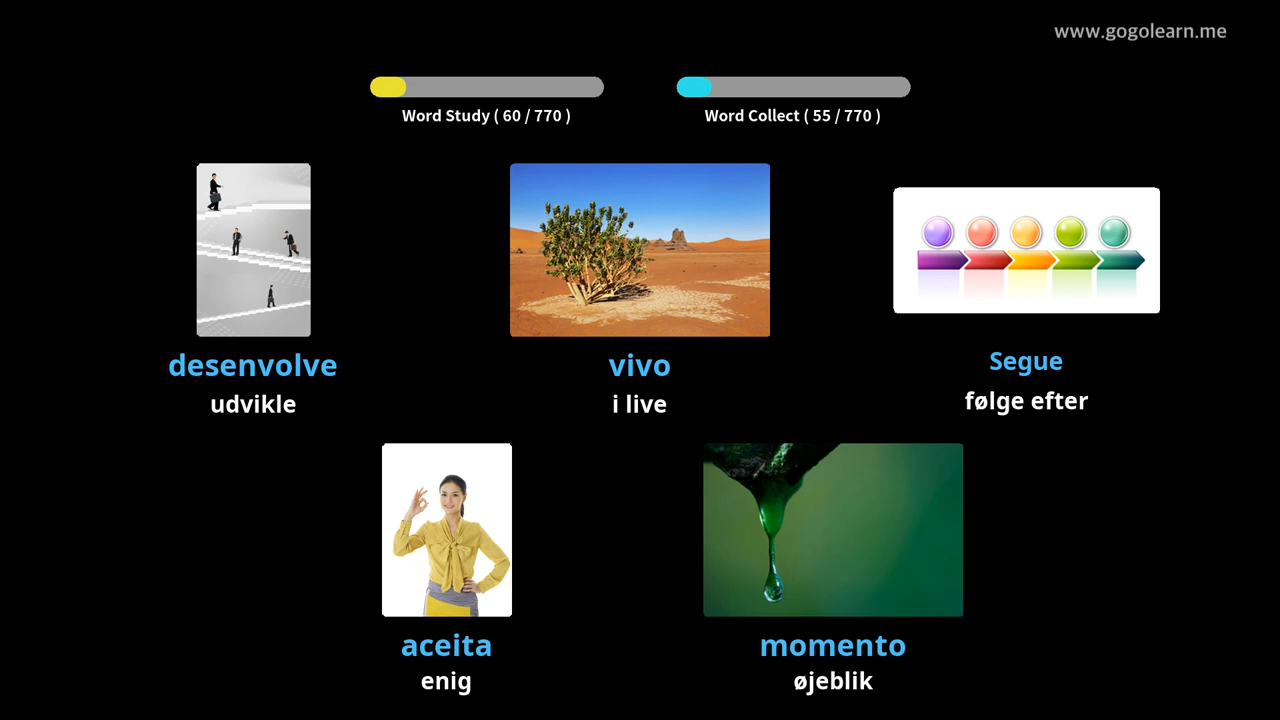 www.gogolearn.me
Word Study ( 60 / 770 )
Word Collect ( 55 / 770 )
desenvolve
udvikle
vivo
i live
Segue
følge efter
aceita
enig
momento
øjeblik